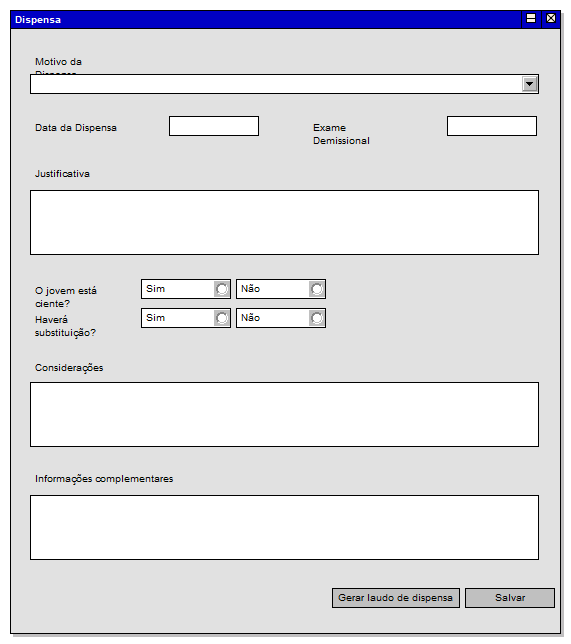 Dispensa
Motivo da
Dispensa
Data da Dispensa
Exame
Demissional
Justificativa
O jovem está
ciente?
Sim
Não
Haverá
substituição?
Sim
Não
Considerações
Informações complementares
Gerar laudo de dispensa
Salvar